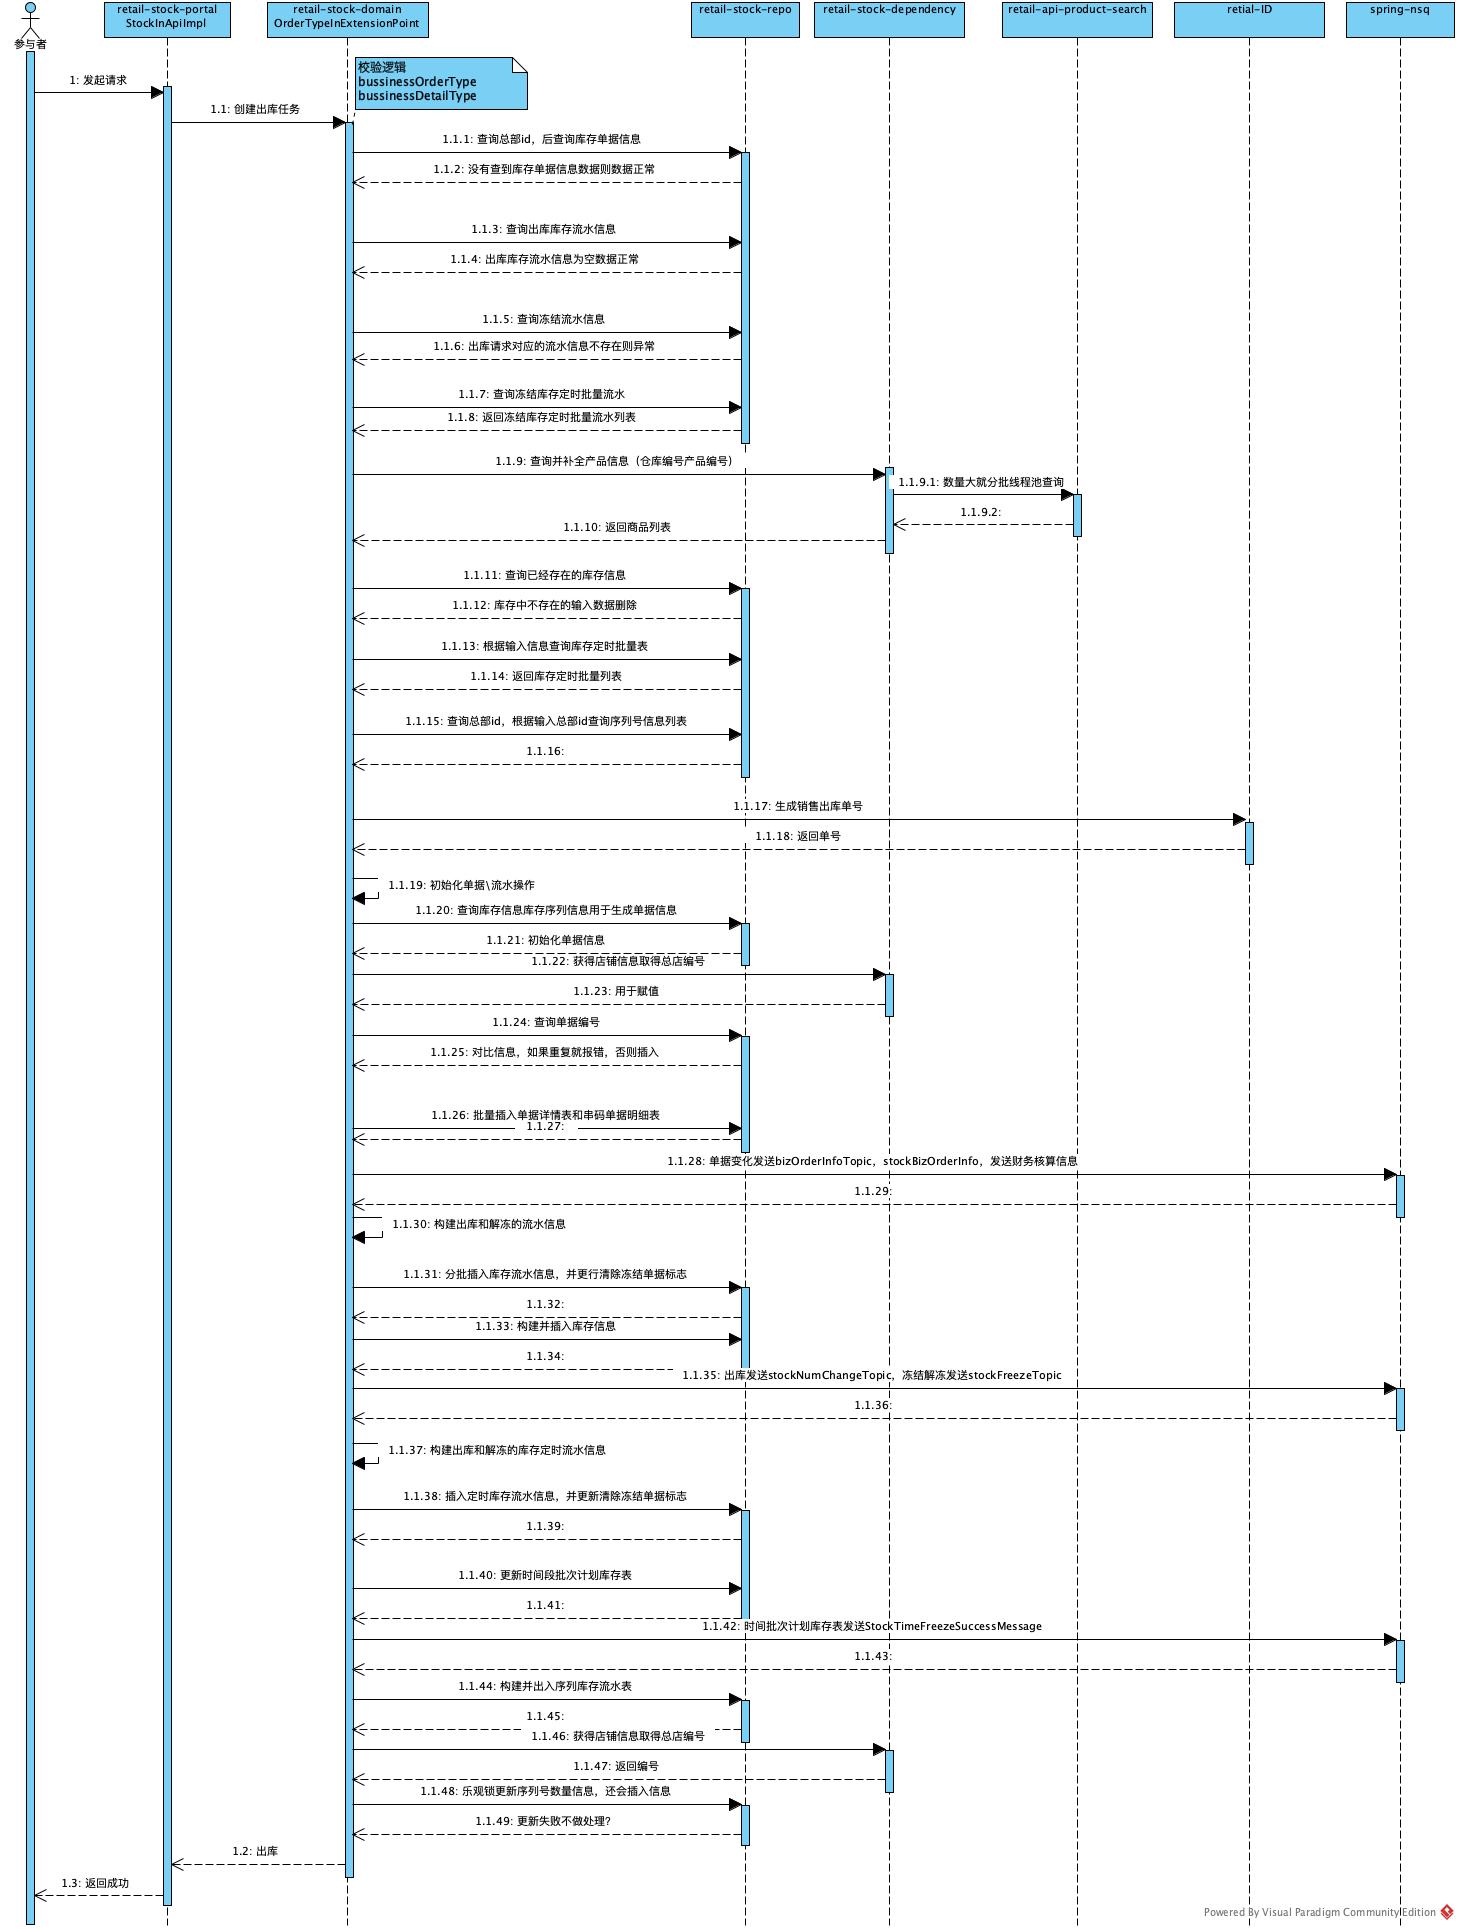 参与者
retail-stock-portal
StockInApiImpl
retail-stock-domain
OrderTypeInExtensionPoint
retail-stock-repo
retail-stock-dependency
retail-api-product-search
retial-ID
spring-nsq
校验逻辑
bussinessOrderType
bussinessDetailType
1: 发起请求
1.1: 创建出库任务
1.1.1: 查询总部id，后查询库存单据信息
1.1.2: 没有查到库存单据信息数据则数据正常
1.1.3: 查询出库库存流水信息
1.1.4: 出库库存流水信息为空数据正常
1.1.5: 查询冻结流水信息
1.1.6: 出库请求对应的流水信息不存在则异常
1.1.7: 查询冻结库存定时批量流水
1.1.8: 返回冻结库存定时批量流水列表
1.1.9: 查询并补全产品信息（仓库编号产品编号）
1.1.9.1: 数量大就分批线程池查询
1.1.9.2:
1.1.10: 返回商品列表
1.1.11: 查询已经存在的库存信息
1.1.12: 库存中不存在的输入数据删除
1.1.13: 根据输入信息查询库存定时批量表
1.1.14: 返回库存定时批量列表
1.1.15: 查询总部id，根据输入总部id查询序列号信息列表
1.1.16:
1.1.17: 生成销售出库单号
1.1.18: 返回单号
1.1.19: 初始化单据\流水操作
1.1.20: 查询库存信息库存序列信息用于生成单据信息
1.1.21: 初始化单据信息
1.1.22: 获得店铺信息取得总店编号
1.1.23: 用于赋值
1.1.24: 查询单据编号
1.1.25: 对比信息，如果重复就报错，否则插入
1.1.26: 批量插入单据详情表和串码单据明细表
1.1.27:
1.1.28: 单据变化发送bizOrderInfoTopic，stockBizOrderInfo，发送财务核算信息
1.1.29:
1.1.30: 构建出库和解冻的流水信息
1.1.31: 分批插入库存流水信息，并更行清除冻结单据标志
1.1.32:
1.1.33: 构建并插入库存信息
1.1.34:
1.1.35: 出库发送stockNumChangeTopic，冻结解冻发送stockFreezeTopic
1.1.36:
1.1.37: 构建出库和解冻的库存定时流水信息
1.1.38: 插入定时库存流水信息，并更新清除冻结单据标志
1.1.39:
1.1.40: 更新时间段批次计划库存表
1.1.41:
1.1.42: 时间批次计划库存表发送StockTimeFreezeSuccessMessage
1.1.43:
1.1.44: 构建并出入序列库存流水表
1.1.45:
1.1.46: 获得店铺信息取得总店编号
1.1.47: 返回编号
1.1.48: 乐观锁更新序列号数量信息，还会插入信息
1.1.49: 更新失败不做处理？
1.2: 出库
1.3: 返回成功
Powered By Visual Paradigm Community Edition